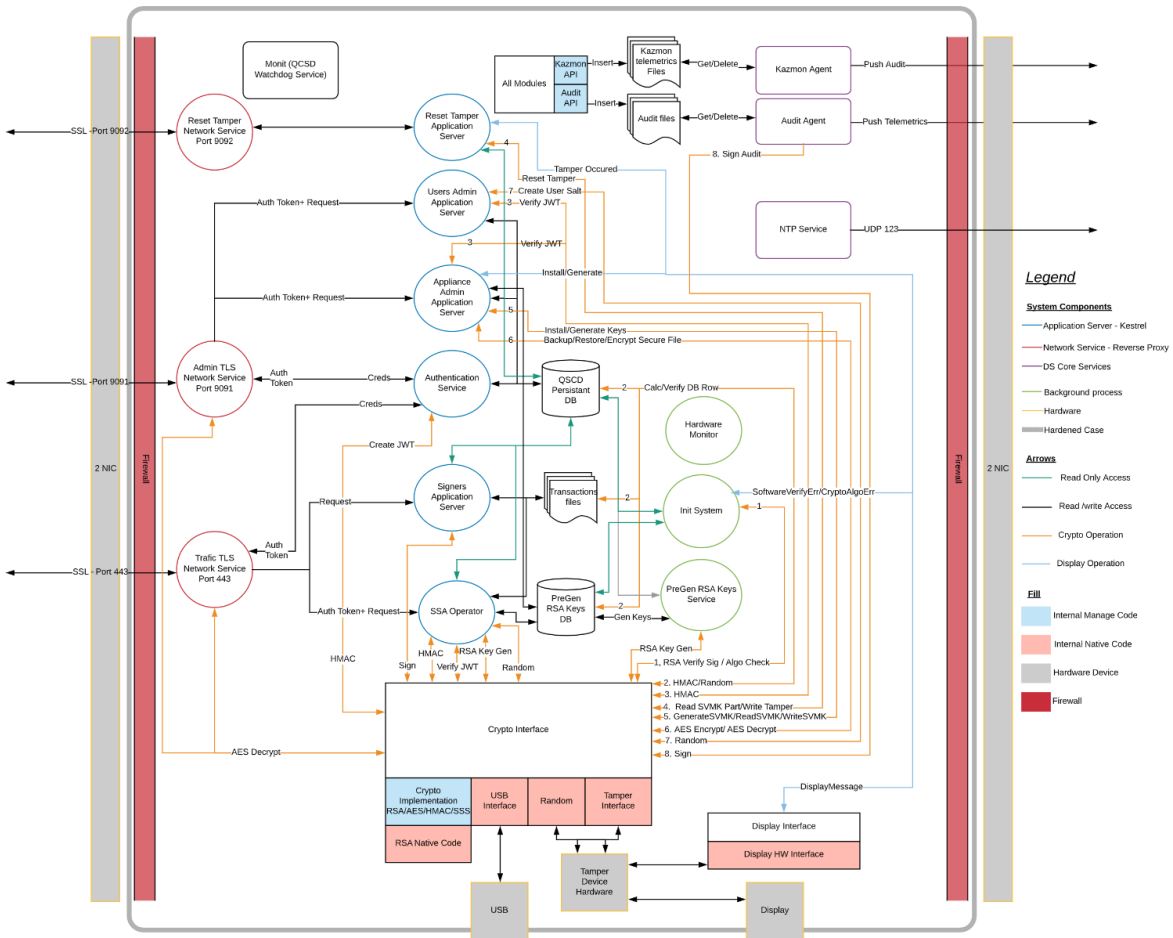 Monit (QCSD
Watchdog Service)
All Modules
Kazmon
API
Audit
API
Insert
Insert
Kazmon
telemetrics
Files
Audit files
Get/Delete
Get/Delete
Kazmon Agent
Audit Agent
Push Audit
Push Telemetrics
SSL -Port 9092
Reset Tamper
Network Service
Port 9092
Reset Tamper
Application
Server
4
8. Sign Audit
Tamper Occured
Reset Tamper
7
Create User Salt
3
Verify JWT
Users Admin
Application
Server
Auth Token+ Request
NTP Service
UDP 123
3
Verify JWT
Install/Generate
Appliance
Admin
Application
Server
Auth Token+ Request
5
Install/Generate Keys
6
Backup/Restore/Encrypt Secure File
SSL -Port 9091
Admin TLS
Network Service
Port 9091
Auth
Token
Creds
Authentication
Service
QSCD
Persistant
DB
2
Calc/Verify DB Row
Creds
Hardware
Monitor
Create JWT
2 NIC
Firewall
Firewall
2 NIC
Request
Signers
Application
Server
Transactions
files
2
SoftwareVerifyErr/CryptoAlgoErr
Init System
1
Auth
Token
SSL - Port 443
Trafic TLS
Network Service
Port 443
Auth Token+ Request
SSA Operator
PreGen
RSA Keys
DB
2
Gen Keys
PreGen RSA Keys
Service
HMAC
Sign
HMAC
Verify JWT
RSA Key Gen
Random
RSA Key Gen
1, RSA Verify Sig / Algo Check
2. HMAC/Random
3. HMAC
4. Read SVMK Part/Write Tamper
5. GenerateSVMK/ReadSVMK/WriteSVMK
6. AES Encrypt/ AES Decrypt
7. Random
8. Sign
Crypto Interface
AES Decrypt
Crypto
Implementation
RSA/AES/HMAC/SSS
USB
Interface
Random
Tamper
Interface
RSA Native Code
DisplayMessage
Display Interface
Display HW Interface
Tamper
Device
Hardware
USB
Display
Legend
System Components
Application Server - Kestrel
Network Service - Reverse Proxy
DS Core Services
Background process
Hardware
Hardened Case
Arrows
Read Only Access
Read /write Access
Crypto Operation
Display Operation
Fill
Internal Manage Code
Internal Native Code
Hardware Device
Firewall